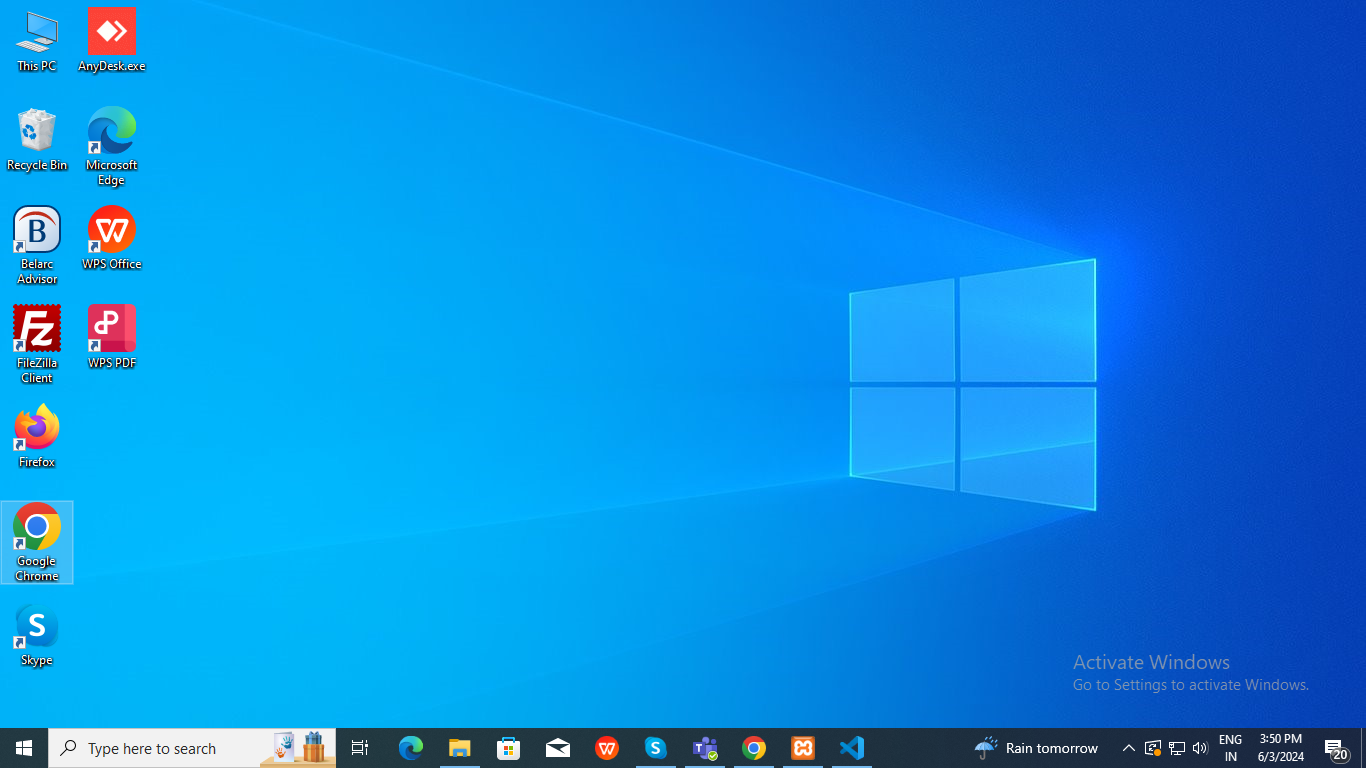 This PC
AnyDesk.exe
Recycle Bin
Microsoft
Edge
B
Belarc
Advisor
W
WPS Office
Fz
FileZilla
Client
WPS PDF
Firefox
Google
Chrome
S
Skype
Activate Windows
Go to Settings to activate Windows.
Type here to search
W
S
Rain tomorrow
ENG
IN
3:50 PM
6/3/2024
20